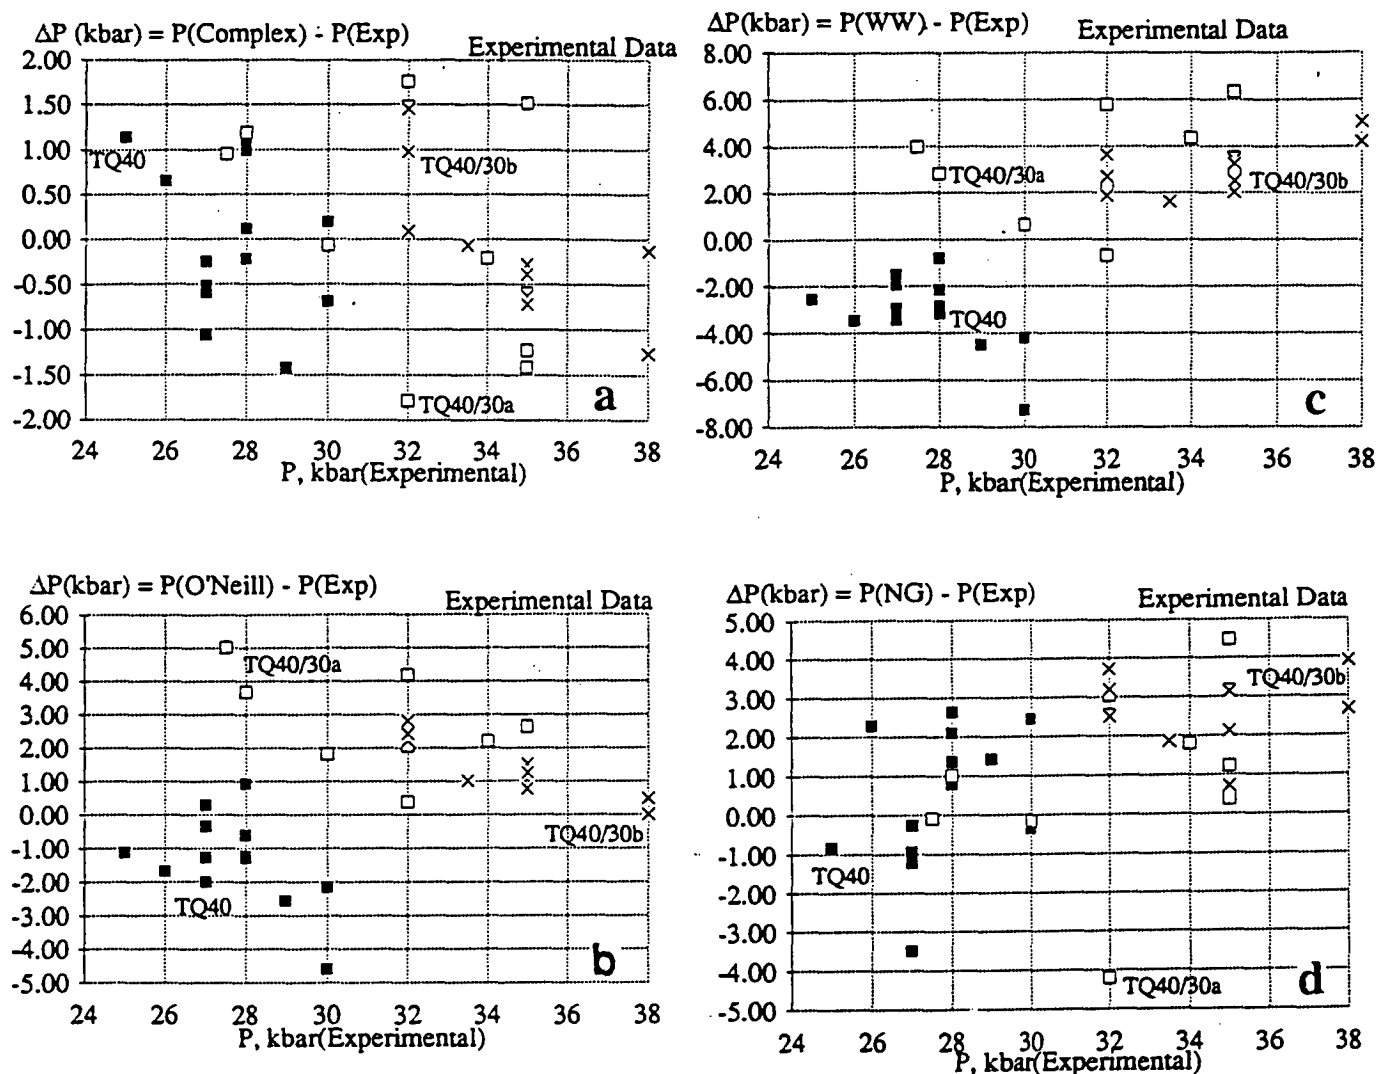 ΔP (kbar) = P(Complex) - P(Exp)
Experimental Data
2.00
1.50
1.00
0.50
0.00
-0.50
-1.00
-1.50
-2.00
TQ40
TQ40/30b
TQ40/30a
a
24 26 28 30 32 34 36 38
P, kbar(Experimental)
ΔP(kbar) = P(WW) - P(Exp)
Experimental Data
8.00
6.00
4.00
2.00
0.00
-2.00
-4.00
-6.00
-8.00
TQ40/30a
TQ40/30b
TQ40
c
24 26 28 30 32 34 36 38
P, kbar(Experimental)
ΔP(kbar) = P(O'Neill) - P(Exp)
Experimental Data
6.00
5.00
4.00
3.00
2.00
1.00
0.00
-1.00
-2.00
-3.00
-4.00
-5.00
TQ40/30a
TQ40/30b
TQ40
b
24 26 28 30 32 34 36 38
P, kbar(Experimental)
ΔP(kbar) = P(NG) - P(Exp)
Experimental Data
5.00
4.00
3.00
2.00
1.00
0.00
-1.00
-2.00
-3.00
-4.00
-5.00
TQ40/30b
TQ40
TQ40/30a
d
24 26 28 30 32 34 36 38
P, kbar(Experimental)